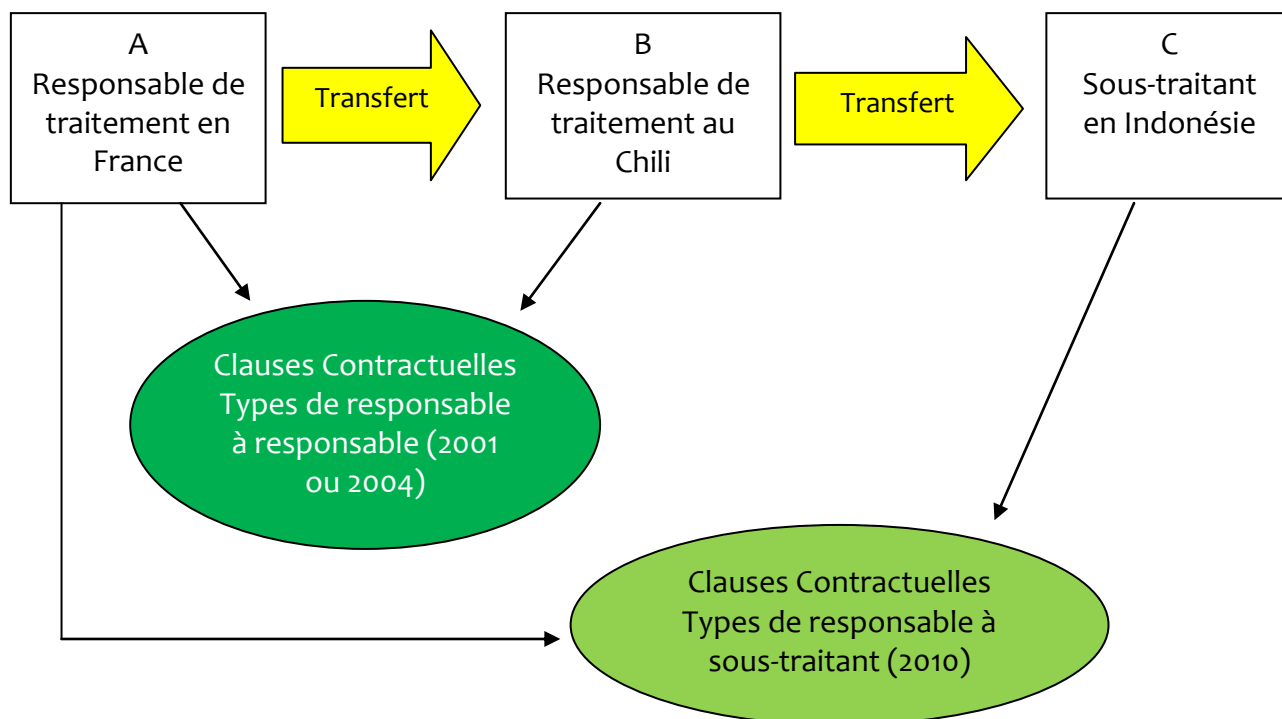 A
Responsable de
traitement en
France
Transfert
B
Responsable de
traitement au
Chili
Transfert
C
Sous-traitant
en Indonésie
Clauses Contractuelles
Types de responsable
à responsable (2001
ou 2004)
Clauses Contractuelles
Types de responsable à
sous-traitant (2010)